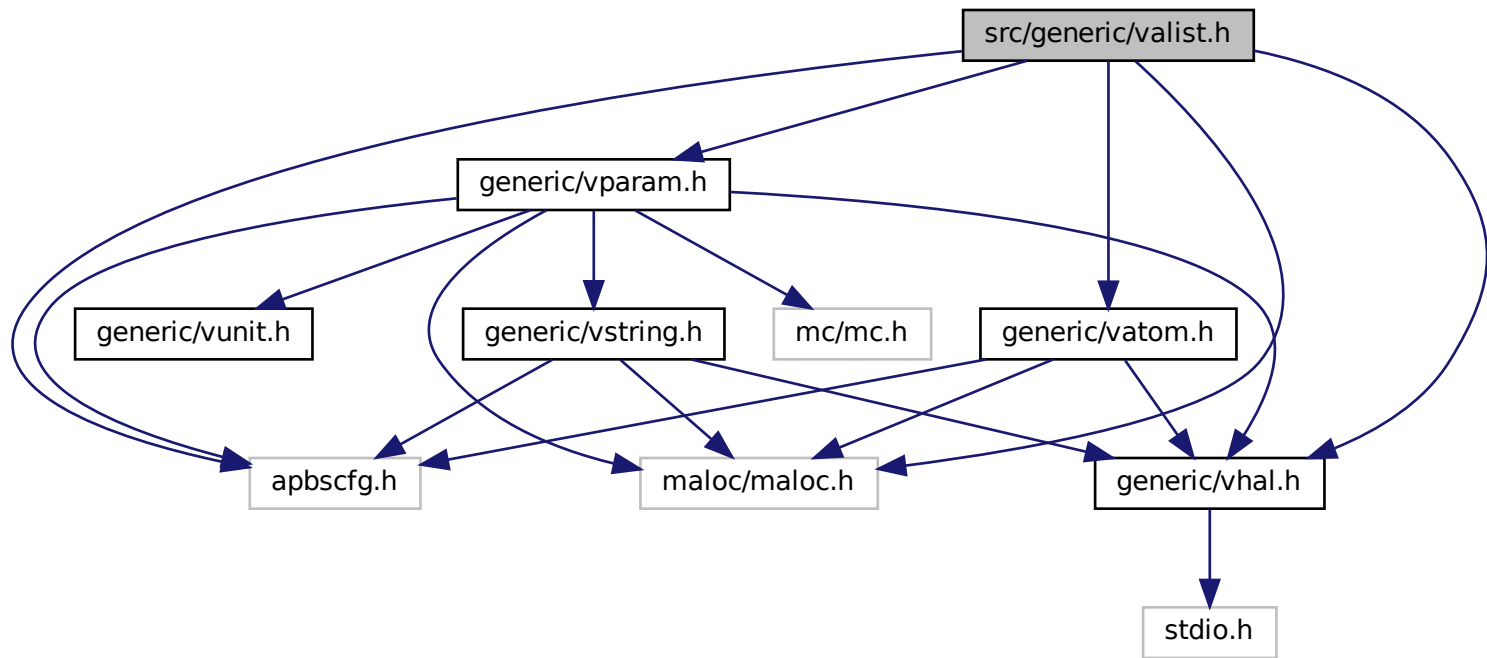 src/generic/valist.h
generic/vparam.h
generic/vunit.h
generic/vstring.h
mc/mc.h
generic/vatom.h
apbscfg.h
maloc/maloc.h
generic/vhal.h
stdio.h